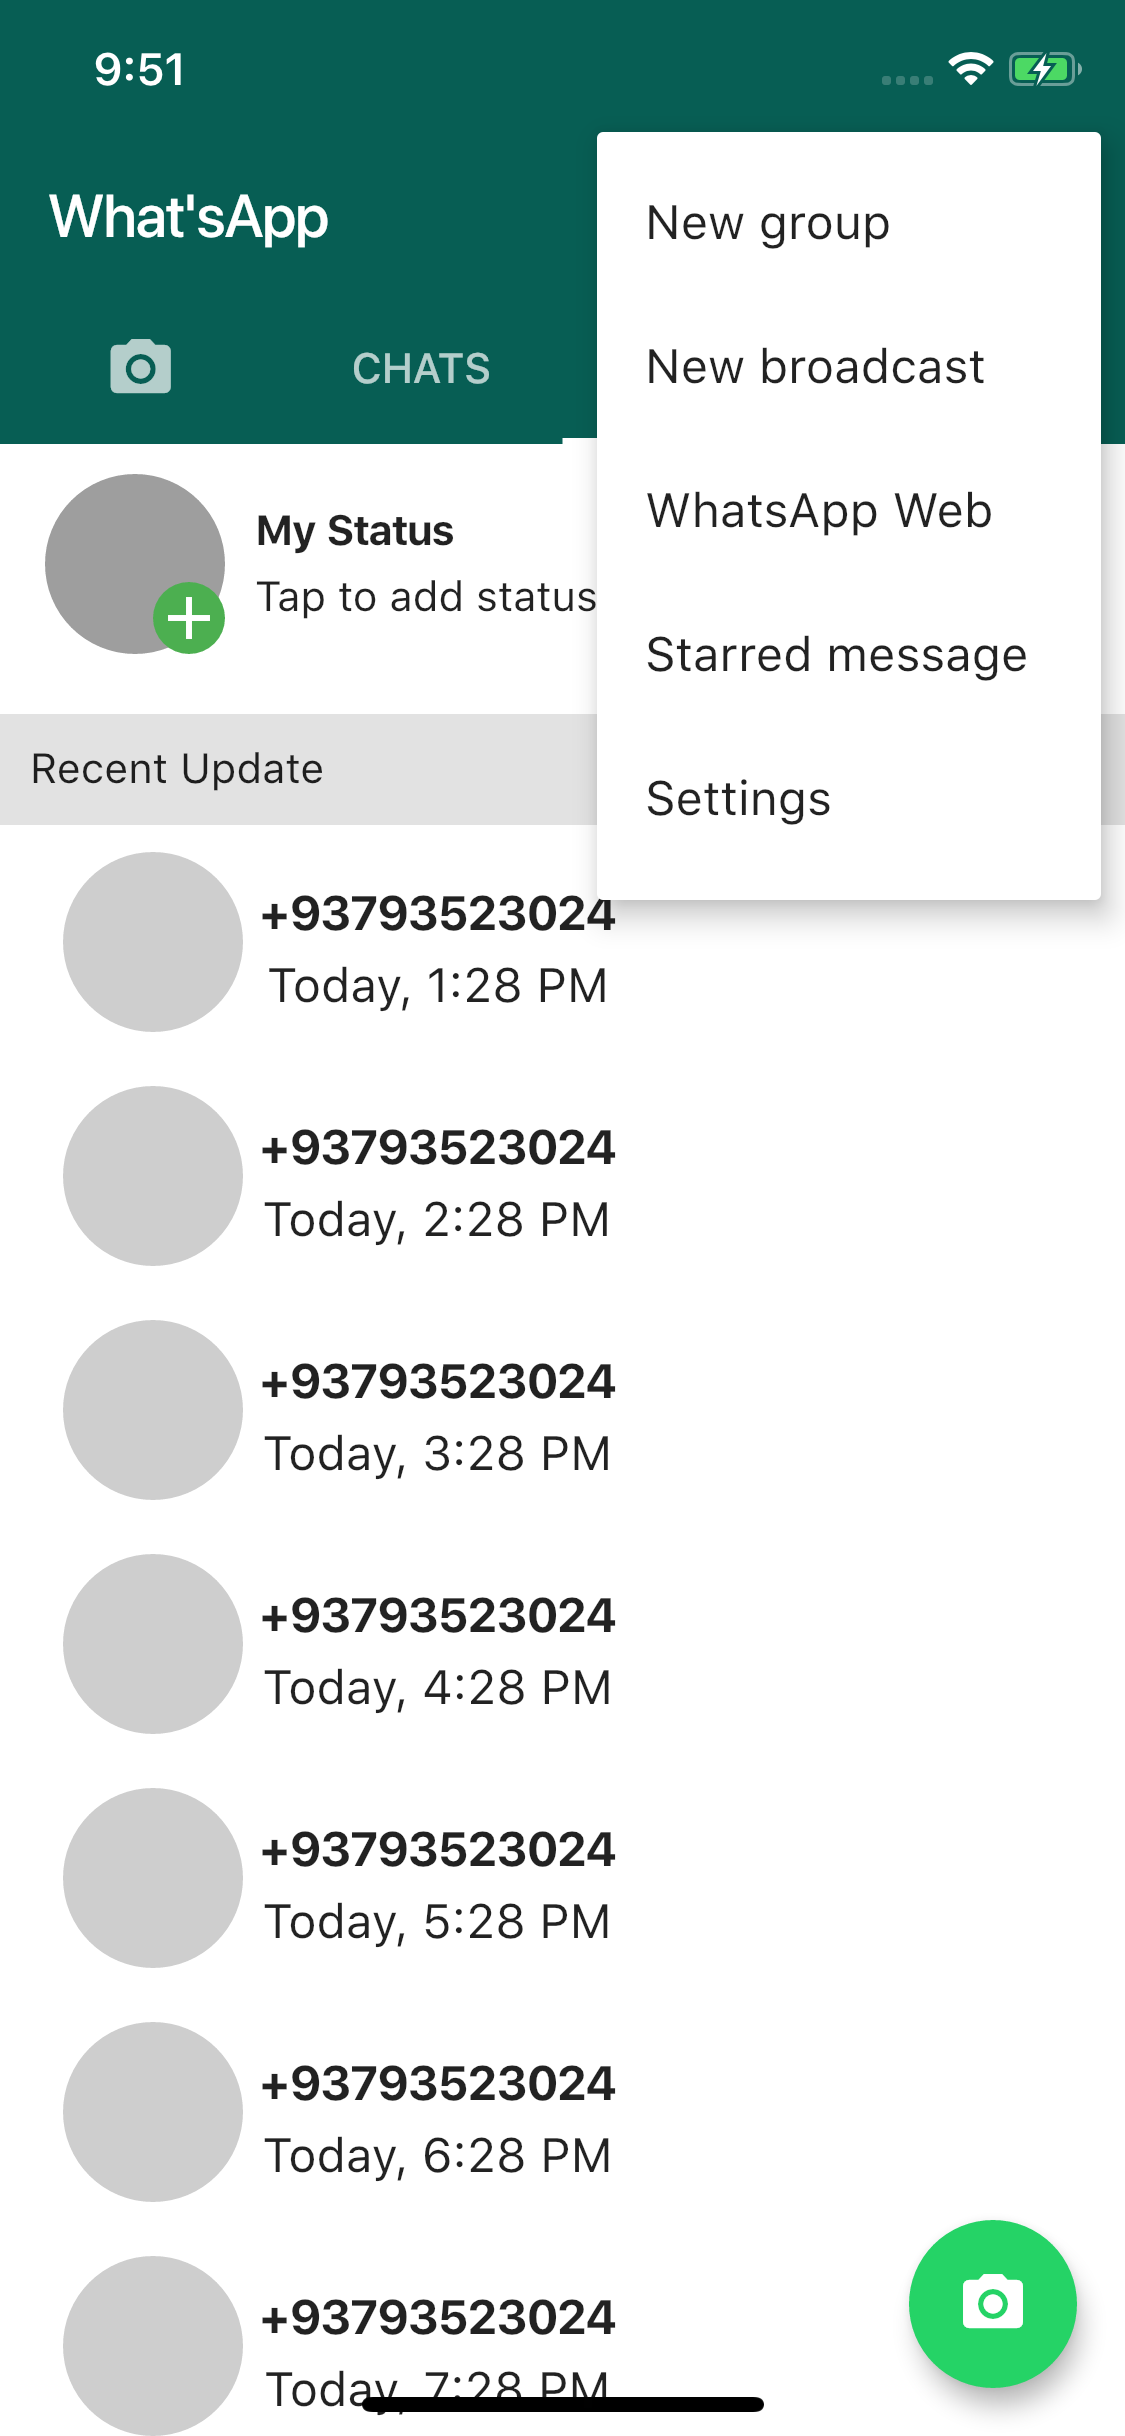 9:51
What'sApp
CHATS
New group
New broadcast
WhatsApp Web
Starred message
Settings
My Status
Tap to add status
Recent Update
+93793523024
Today, 1:28 PM
+93793523024
Today, 2:28 PM
+93793523024
Today, 3:28 PM
+93793523024
Today, 4:28 PM
+93793523024
Today, 5:28 PM
+93793523024
Today, 6:28 PM
+93793523024
Today, 7:28 PM